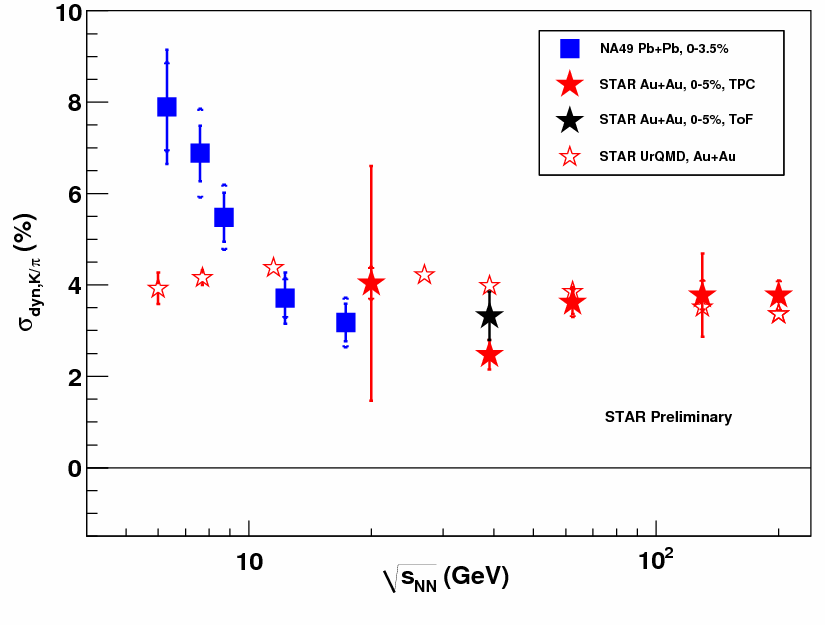 10
8
6
4
2
0
σdyn,K/π (%)
NA49 Pb+Pb, 0-3.5%
STAR Au+Au, 0-5%, TPC
STAR Au+Au, 0-5%, ToF
STAR UrQMD, Au+Au
STAR Preliminary
10
10²
√sNN (GeV)